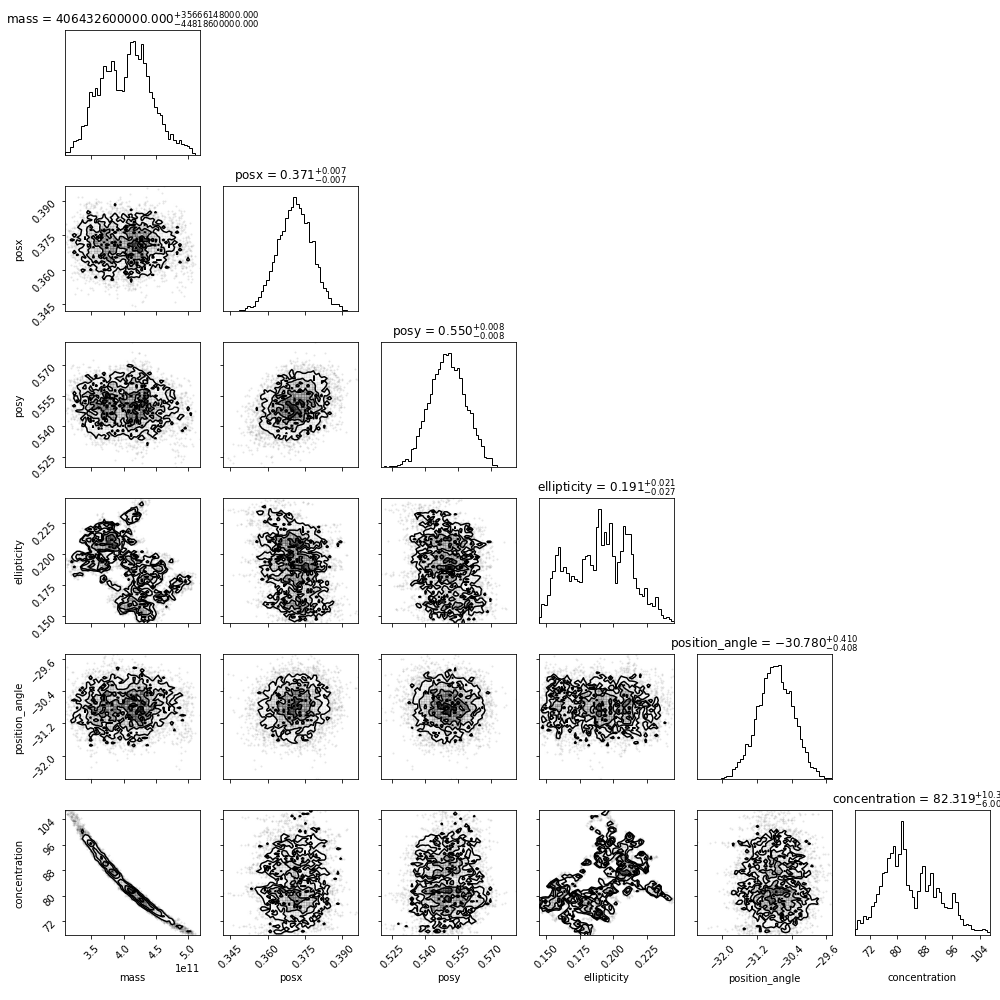 mass = 406432600000.000+35666148000.000 −44818600000.000
posx = 0.371+0.007 −0.007
0.390
0.375
0.360
0.345
posx
posy = 0.550+0.008 −0.008
0.570
0.555
0.540
0.525
posy
ellipticity = 0.191+0.021 −0.027
0.225
0.200
0.175
0.150
ellipticity
position_angle = −30.780+0.410 −0.408
−29.6
−30.4
−31.2
−32.0
position_angle
concentration = 82.319+10.3 −6.00
104
96
88
80
72
concentration
3.5 4.0 4.5 5.0
1e11
mass
0.345 0.360 0.375 0.390
posx
0.525 0.540 0.555 0.570
posy
0.150 0.175 0.200 0.225
ellipticity
−32.0 −31.2 −30.4 −29.6
position_angle
72 80 88 96 104
concentration